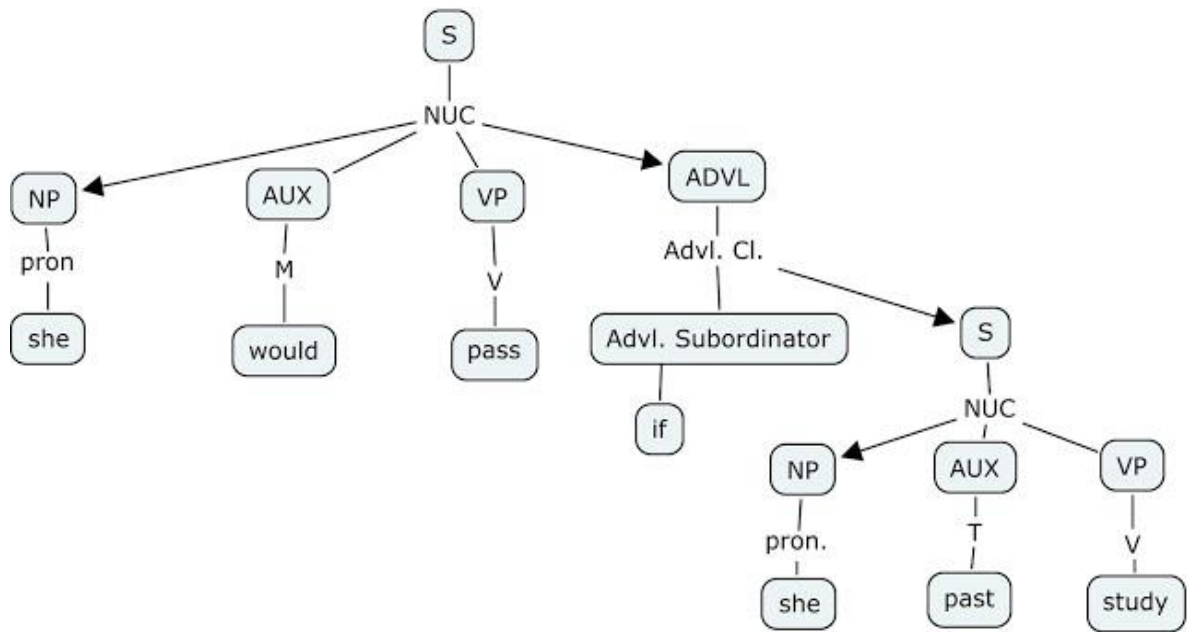 S
NUC
NP
AUX
VP
ADVL
pron
M
V
Advl. Cl.
she
would
pass
Advl. Subordinator
S
if
NUC
NP
AUX
VP
pron.
T
V
she
past
study